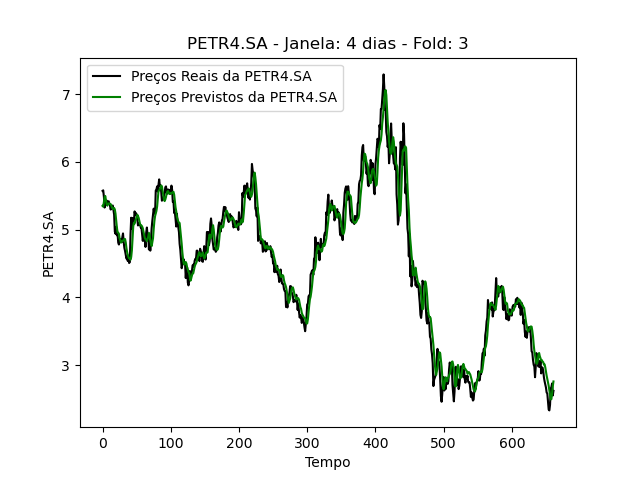 PETR4.SA - Janela: 4 dias - Fold: 3
Preços Reais da PETR4.SA
Preços Previstos da PETR4.SA
7
6
5
4
3
PETR4.SA
0 100 200 300 400 500 600
Tempo